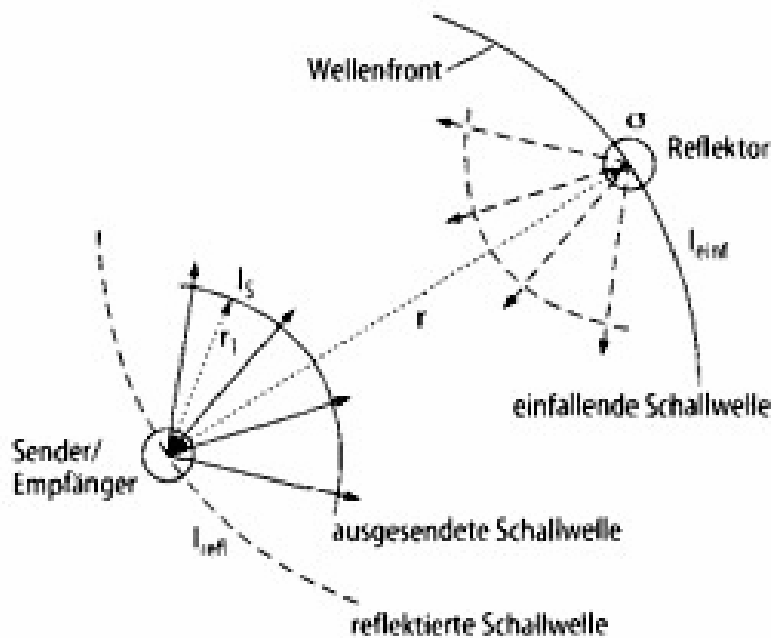 Wellenfront
σ
Reflektor
I_einf
I_S
r_1
r
einfallende Schallwelle
Sender/
Empfänger
I_refl
ausgesendete Schallwelle
reflektierte Schallwelle